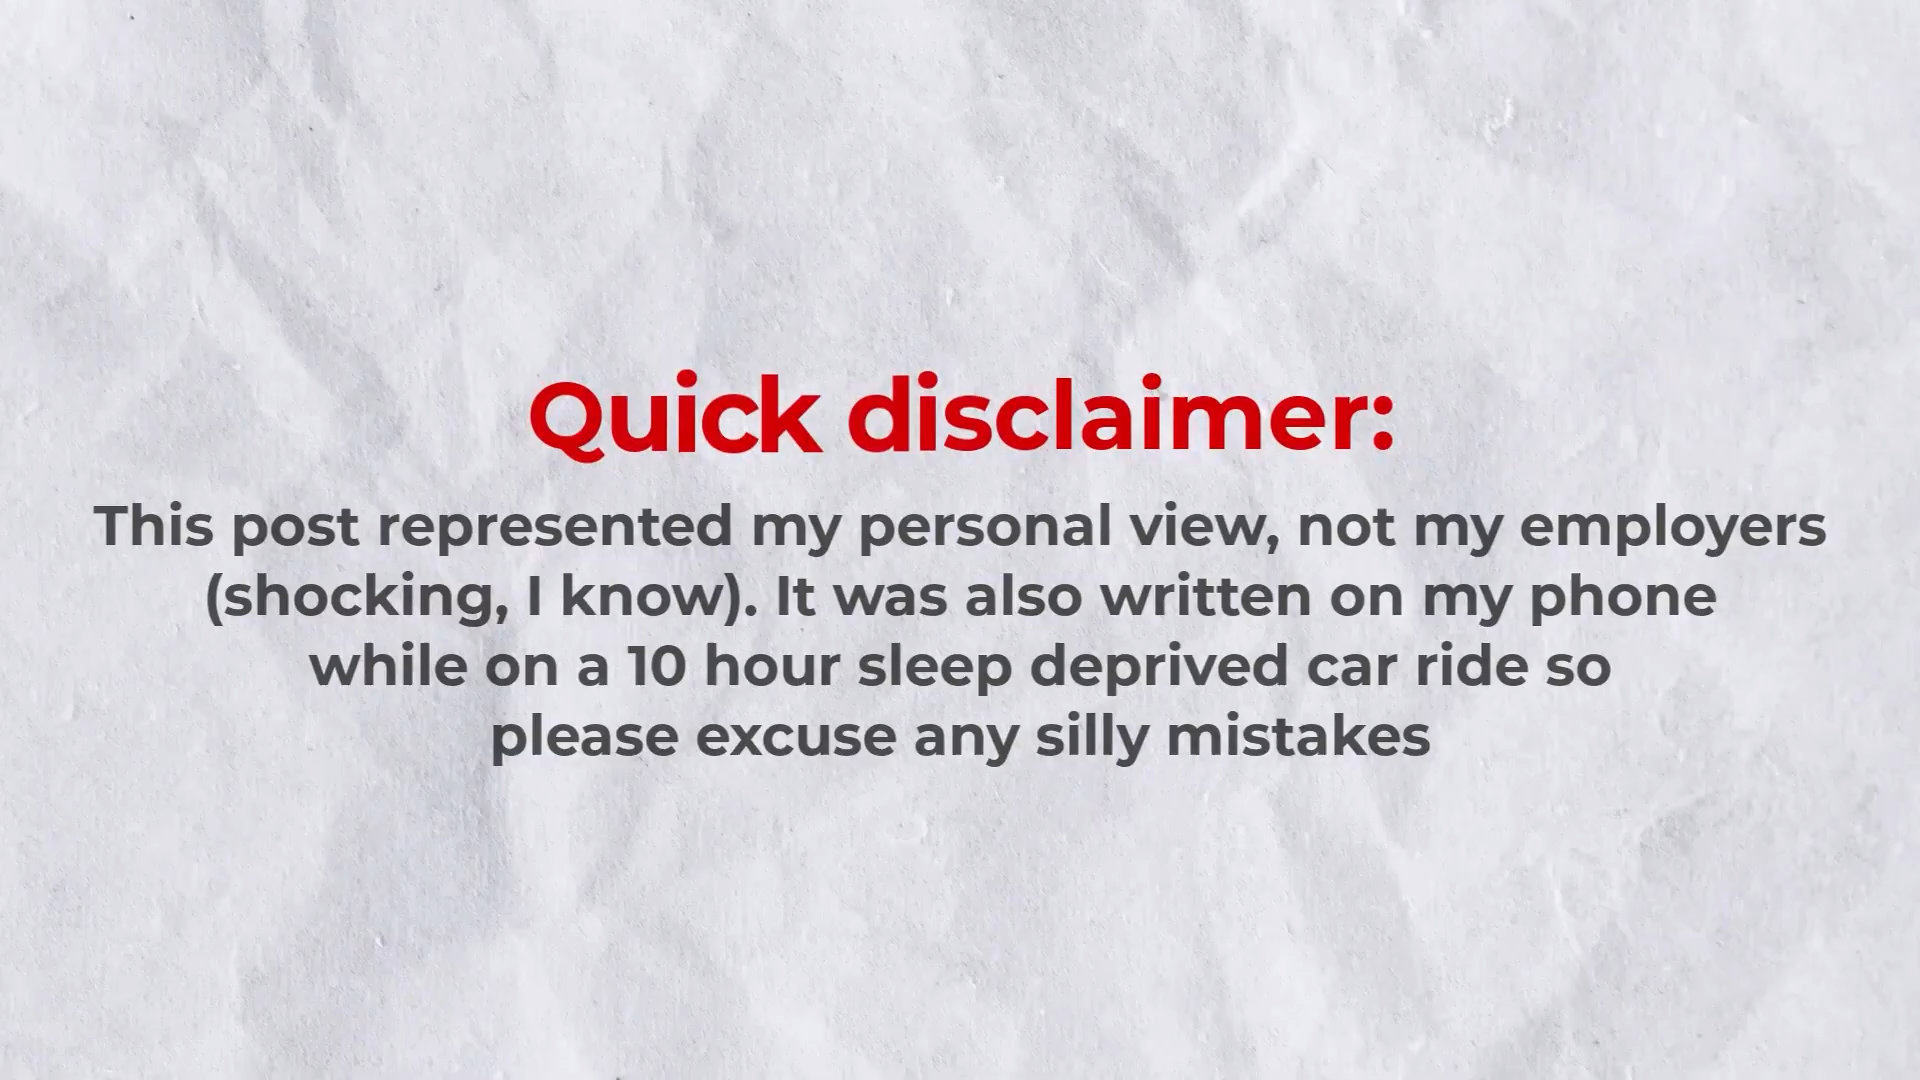 Quick disclaimer:
This post represented my personal view, not my employers
(shocking, I know). It was also written on my phone
while on a 10 hour sleep deprived car ride so
please excuse any silly mistakes